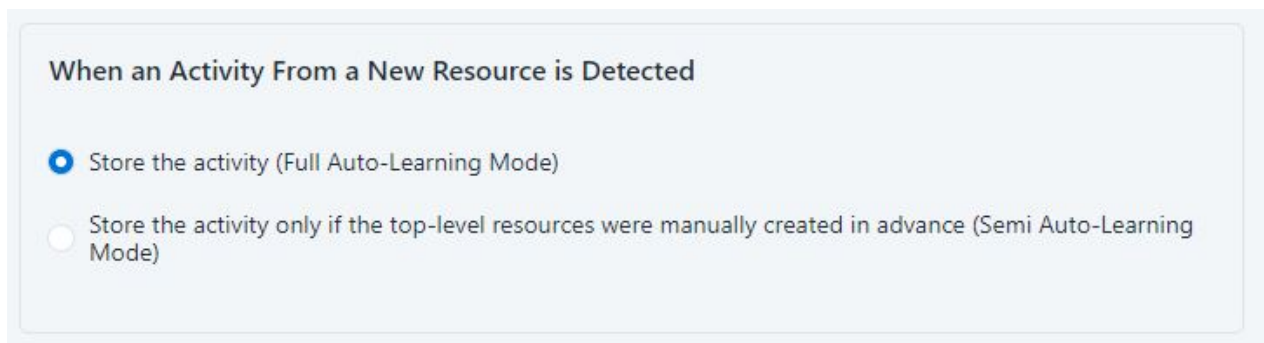 When an Activity From a New Resource is Detected
Store the activity (Full Auto-Learning Mode)
Store the activity only if the top-level resources were manually created in advance (Semi Auto-Learning
Mode)